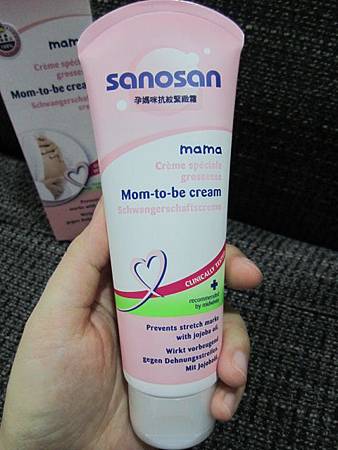 mama
Crème spéciale
grossesse
Mom-to-be crea
Schwangerschaftscreme
sanosan
孕媽咪抗紋緊緻霜
mama
Crème spéciale
grossesse
Mom-to-be cream
Schwangerschaftscreme
CLINICALLY TESTED
recommended
by midwives
Prevents stretch marks
with jojoba oil.
Wirkt vorbeugend
gegen Dehnungsstreifen.
Mit Jojobaöl.